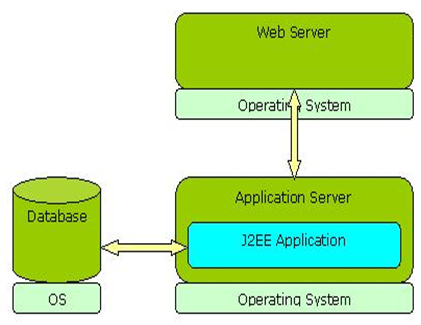 Web Server
Operating System
Application Server
Database
J2EE Application
OS
Operating System